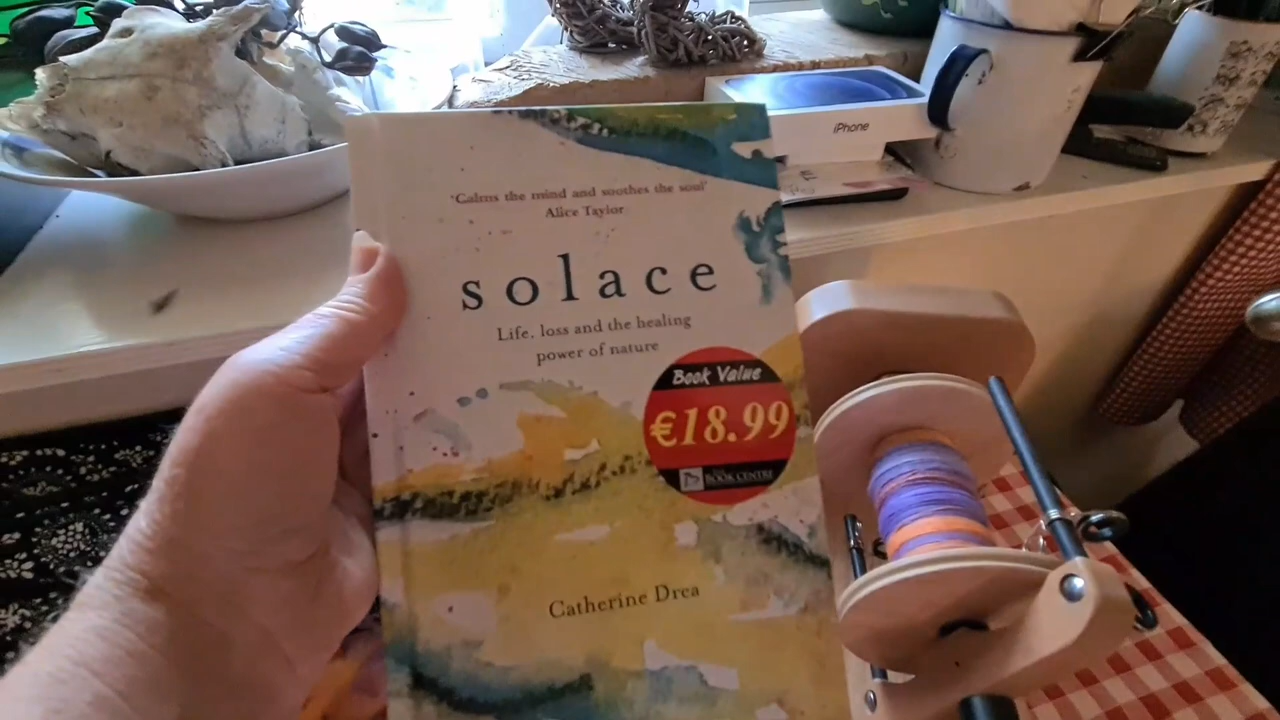 iPhone
'Calms the mind and soothes the soul'
Alice Taylor
solace
Life, loss and the healing
power of nature
Book Value
€18.99
BOOK CENTRE
Catherine Drea